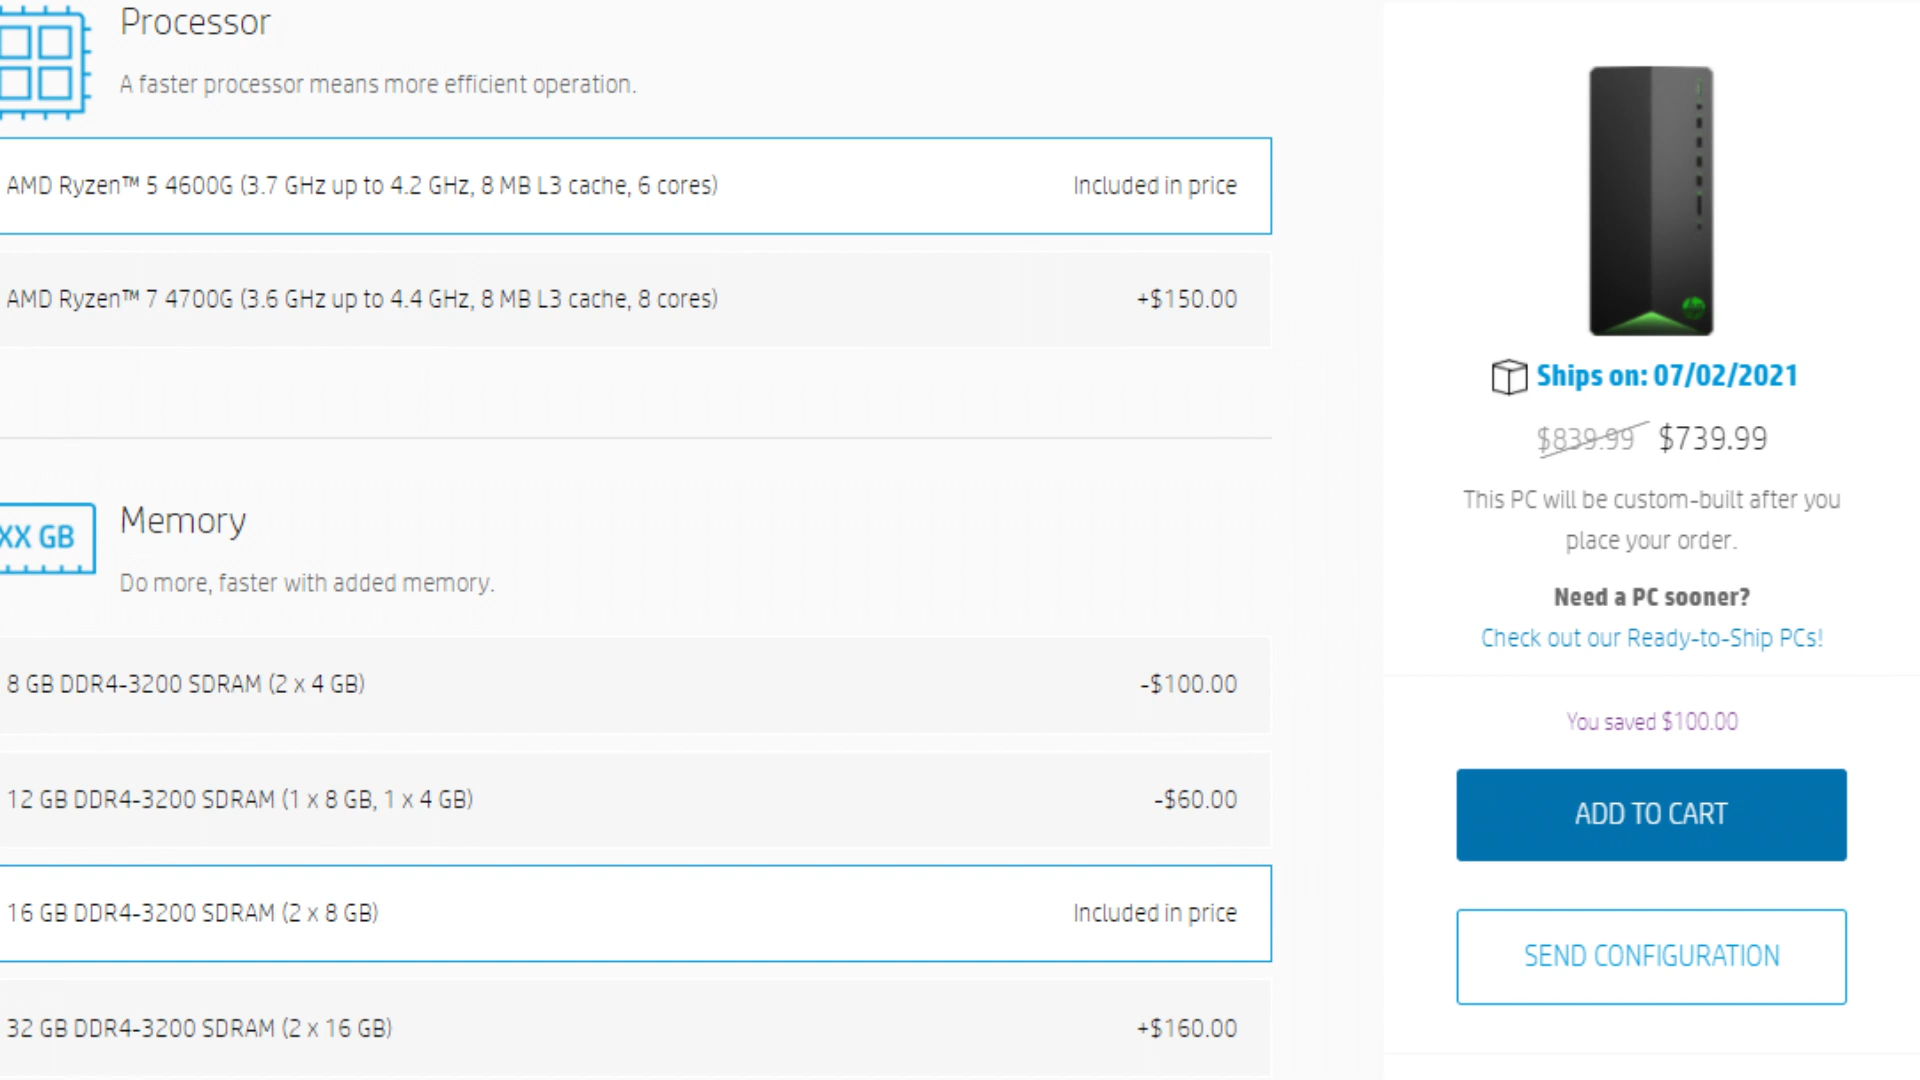 Processor
A faster processor means more efficient operation.
AMD Ryzen™ 5 4600G (3.7 GHz up to 4.2 GHz, 8 MB L3 cache, 6 cores)
Included in price
AMD Ryzen™ 7 4700G (3.6 GHz up to 4.4 GHz, 8 MB L3 cache, 8 cores)
+$150.00
XX GB
Memory
Do more, faster with added memory.
8 GB DDR4-3200 SDRAM (2 x 4 GB)
-$100.00
12 GB DDR4-3200 SDRAM (1 x 8 GB, 1 x 4 GB)
-$60.00
16 GB DDR4-3200 SDRAM (2 x 8 GB)
Included in price
32 GB DDR4-3200 SDRAM (2 x 16 GB)
+$160.00
hp
Ships on: 07/02/2021
$839.99 $739.99
This PC will be custom-built after you
place your order.
Need a PC sooner?
Check out our Ready-to-Ship PCs!
You saved $100.00
ADD TO CART
SEND CONFIGURATION